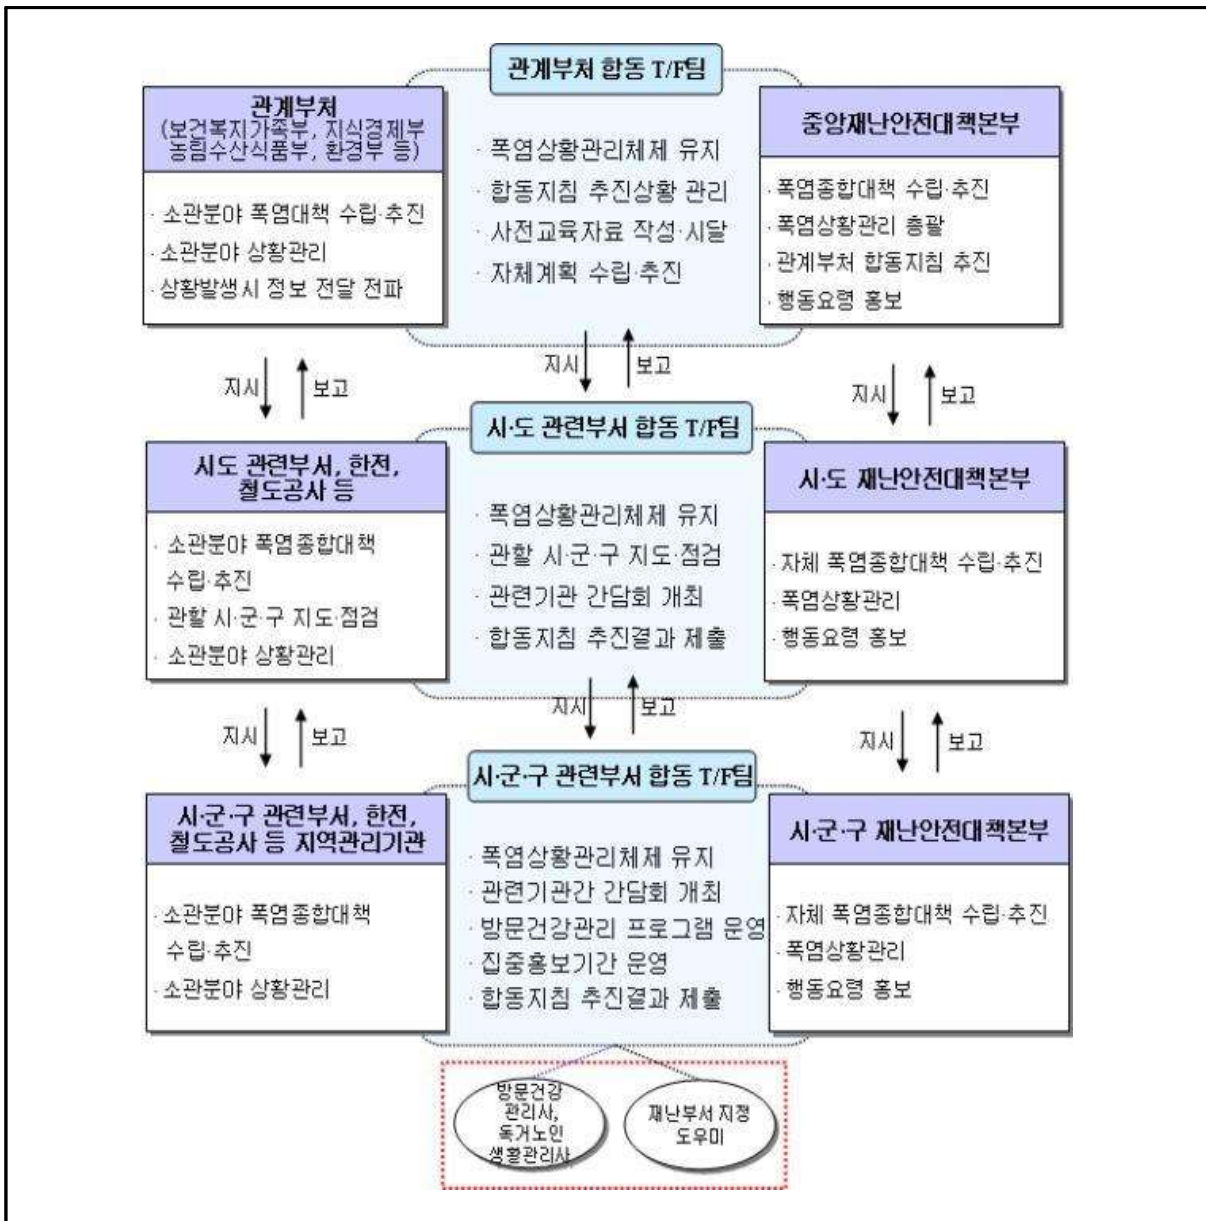 관계부처 합동 T/F팀
관계부처
(보건복지가족부, 지식경제부
농림수산식품부, 환경부 등)
· 소관분야 폭염대책 수립·추진
· 소관분야 상황관리
· 상황발생시 정보 전달 전파
· 폭염상황관리체제 유지
· 합동지침 추진상황 관리
· 사전교육자료 작성·시달
· 자체계획 수립·추진
중앙재난안전대책본부
· 폭염종합대책 수립·추진
· 폭염상황관리 총괄
· 관계부처 합동지침 추진
· 행동요령 홍보
지시 보고
지시 보고
지시 보고
시·도 관련부서 합동 T/F팀
시도 관련부서, 한전,
철도공사 등
· 소관분야 폭염종합대책
수립·추진
· 관할 시·군·구 지도·점검
· 소관분야 상황관리
· 폭염상황관리체제 유지
· 관할 시·군·구 지도·점검
· 관련기관 간담회 개최
· 합동지침 추진결과 제출
시·도 재난안전대책본부
· 자체 폭염종합대책 수립·추진
· 폭염상황관리
· 행동요령 홍보
지시 보고
지시 보고
지시 보고
시·군·구 관련부서 합동 T/F팀
시·군·구 관련부서, 한전,
철도공사 등 지역관리기관
· 소관분야 폭염종합대책
수립·추진
· 소관분야 상황관리
· 폭염상황관리체제 유지
· 관련기관간 간담회 개최
· 방문건강관리 프로그램 운영
· 집중홍보기간 운영
· 합동지침 추진결과 제출
시·군·구 재난안전대책본부
· 자체 폭염종합대책 수립·추진
· 폭염상황관리
· 행동요령 홍보
방문건강
관리사,
독거노인
생활관리사
재난부서 지정
도우미